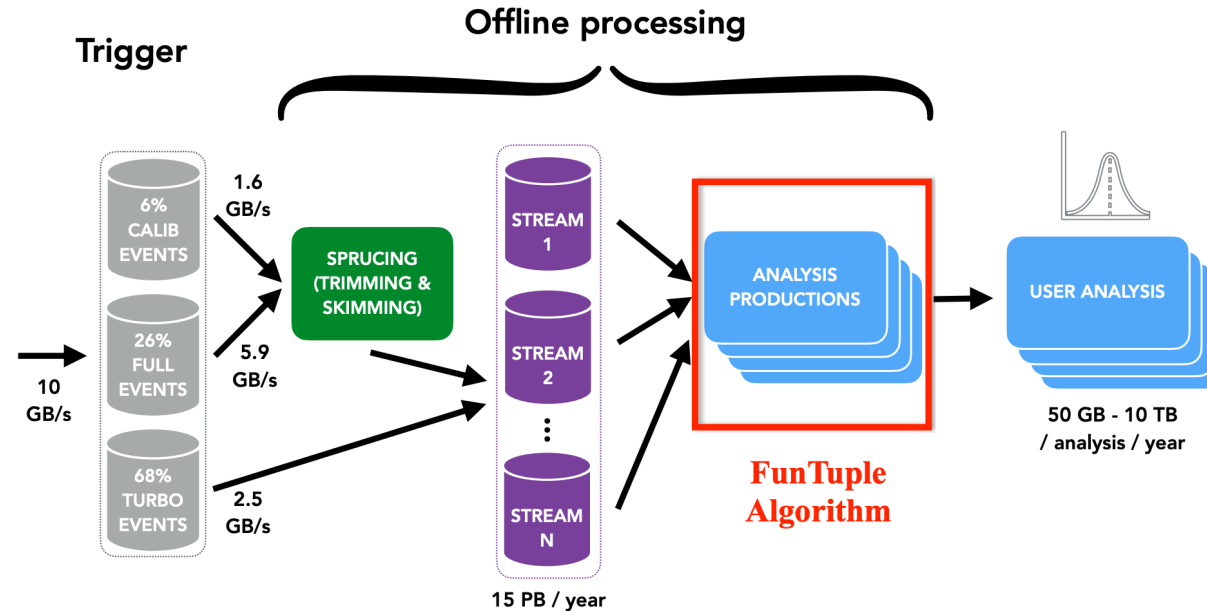 Offline processing
Trigger
10
GB/s
6%
CALIB
EVENTS
26%
FULL
EVENTS
68%
TURBO
EVENTS
1.6
GB/s
5.9
GB/s
2.5
GB/s
SPRUCING
(TRIMMING &
SKIMMING)
STREAM
1
STREAM
2
⋮
STREAM
N
15 PB / year
ANALYSIS
PRODUCTIONS
FunTuple
Algorithm
USER ANALYSIS
50 GB - 10 TB
/ analysis / year